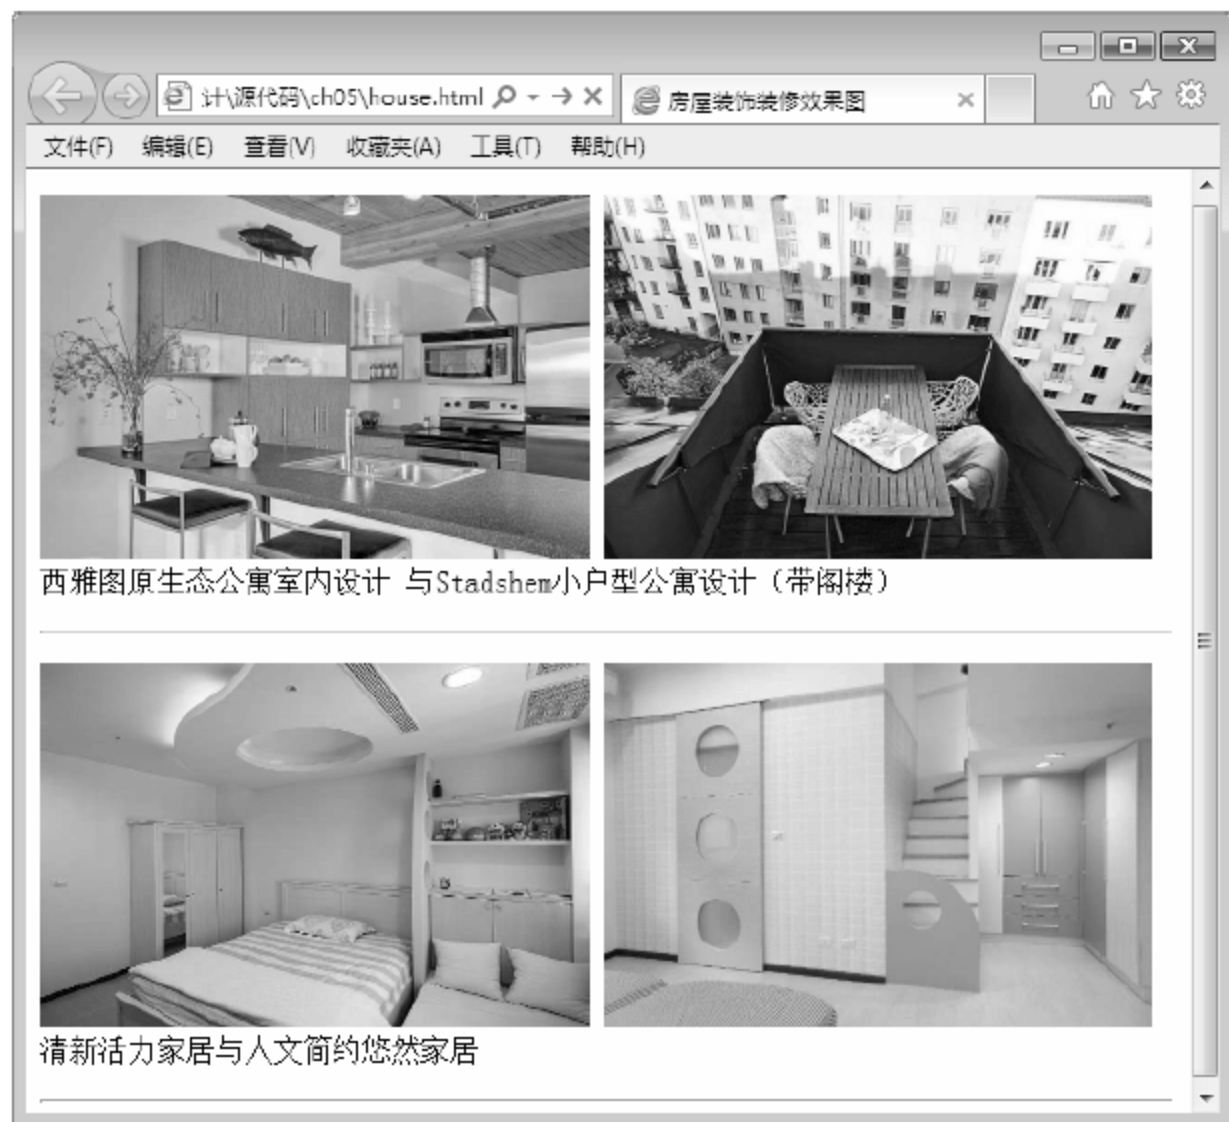 计\源代码\ch05\house.html
房屋装饰装修效果图
文件(F) 编辑(E) 查看(V) 收藏夹(A) 工具(T) 帮助(H)
西雅图原生态公寓室内设计 与Stadshem小户型公寓设计（带阁楼）
清新活力家居与人文简约悠然家居